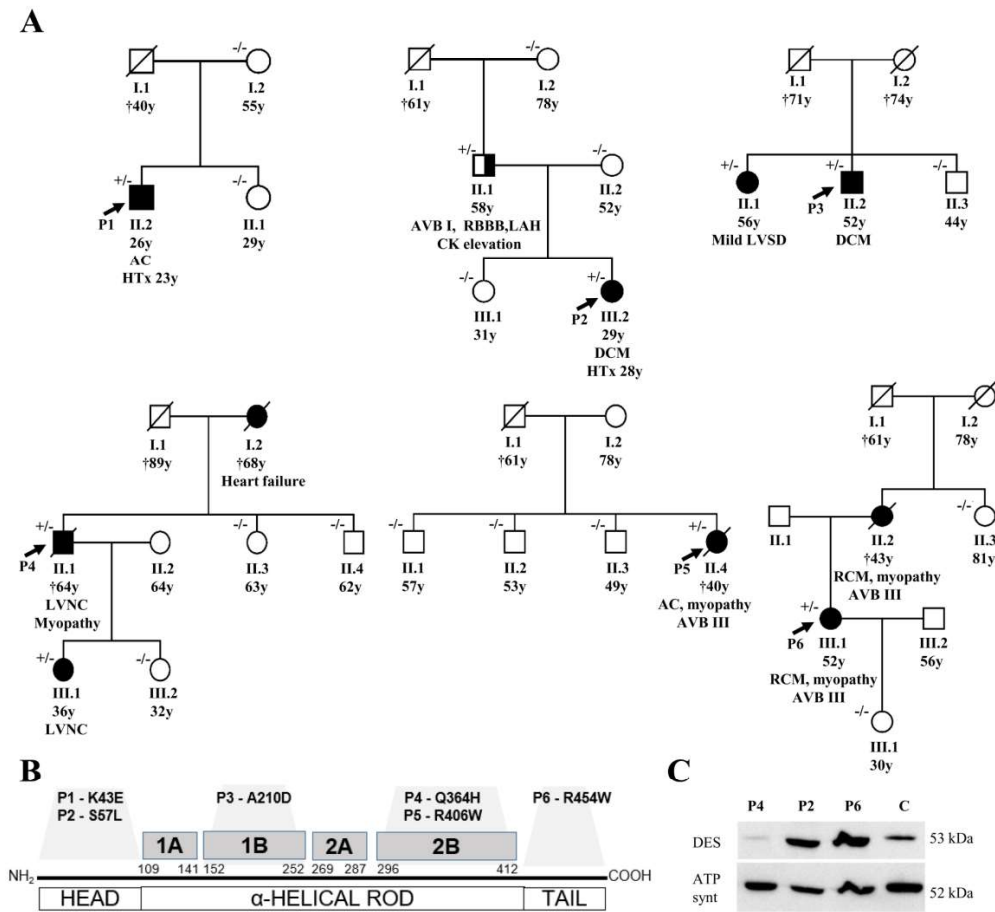 A
-/-
I.1
I.2
†40y
55y
+/-
-/-
P1
II.2
II.1
26y
29y
AC
HTx 23y
-/-
I.1
I.2
†61y
78y
+/-
-/-
II.1
II.2
58y
52y
AVB I, RBBB,LAH
CK elevation
-/-
+/-
P2
III.1
III.2
31y
29y
DCM
HTx 28y
I.1
I.2
†71y
†74y
+/-
+/-
-/-
P3
II.1
II.2
II.3
56y
52y
44y
Mild LVSD
DCM
I.1
I.2
†89y
†68y
Heart failure
+/-
-/-
-/-
P4
II.1
II.2
II.3
II.4
†64y
64y
63y
62y
LVNC
Myopathy
+/-
-/-
III.1
III.2
36y
32y
LVNC
I.1
I.2
†61y
78y
-/-
-/-
-/-
+/-
P5
II.1
II.2
II.3
II.4
57y
53y
49y
†40y
AC, myopathy
AVB III
I.1
I.2
†61y
78y
-/-
II.1
II.2
II.3
†43y
81y
RCM, myopathy
AVB III
+/-
P6
III.1
III.2
52y
56y
RCM, myopathy
AVB III
-/-
III.1
30y
B
P1 - K43E
P2 - S57L
P3 - A210D
P4 - Q364H
P5 - R406W
P6 - R454W
1A
1B
2A
2B
109
141
152
252
269
287
296
412
NH2
COOH
HEAD
α-HELICAL ROD
TAIL
C
P4
P2
P6
C
DES
53 kDa
ATP
synt
52 kDa